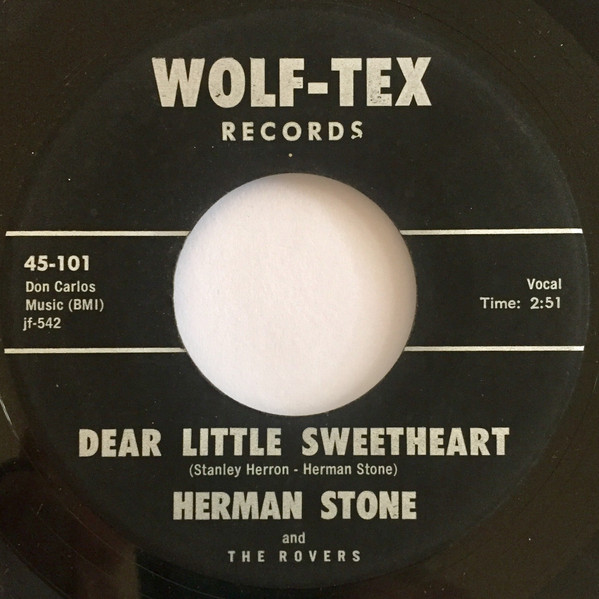 WOLF-TEX
RECORDS
45-101
Don Carlos
Music (BMI)
jf-542
Vocal
Time: 2:51
DEAR LITTLE SWEETHEART
(Stanley Herron - Herman Stone)
HERMAN STONE
and
THE ROVERS